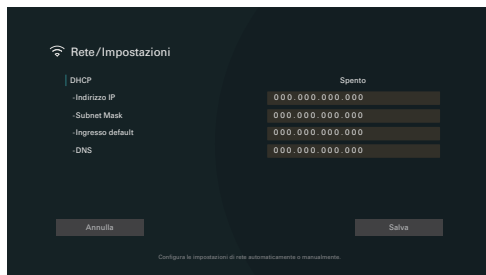 Rete/Impostazioni
DHCP Spento
-Indirizzo IP 000.000.000.000
-Subnet Mask 000.000.000.000
-Ingresso default 000.000.000.000
-DNS 000.000.000.000
Annulla Salva
Configura le impostazioni di rete automaticamente o manualmente.